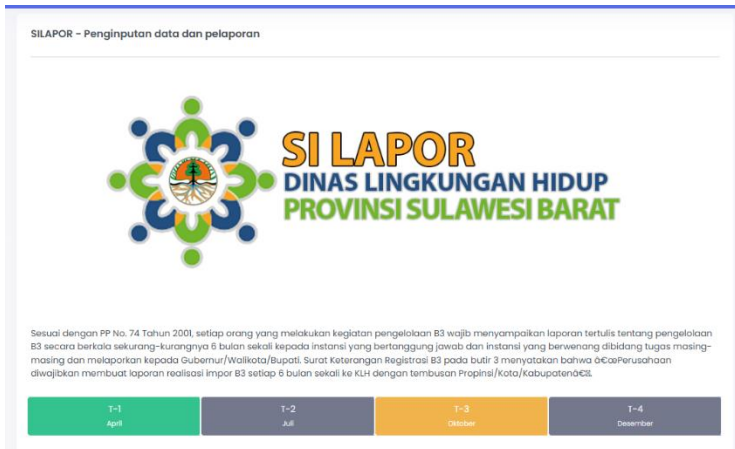 SILAPOR - Penginputan data dan pelaporan
SI LAPOR
DINAS LINGKUNGAN HIDUP
PROVINSI SULAWESI BARAT
Sesuai dengan PP No. 74 Tahun 2001, setiap orang yang melakukan kegiatan pengelolaan B3 wajib menyampaikan laporan tertulis tentang pengelolaan
B3 secara berkala sekurang-kurangnya 6 bulan sekali kepada instansi yang bertanggung jawab dan instansi yang berwenang dibidang tugas masing-
masing dan melaporkan kepada Gubernur/Walikota/Bupati. Surat Keterangan Registrasi B3 pada butir 3 menyatakan bahwa â€œPerusahaan
diwajibkan membuat laporan realisasi impor B3 setiap 6 bulan sekali ke KLH dengan tembusan Propinsi/Kota/Kabupatenâ€.
T-1 T-2 T-3 T-4
April Juli Oktober Desember